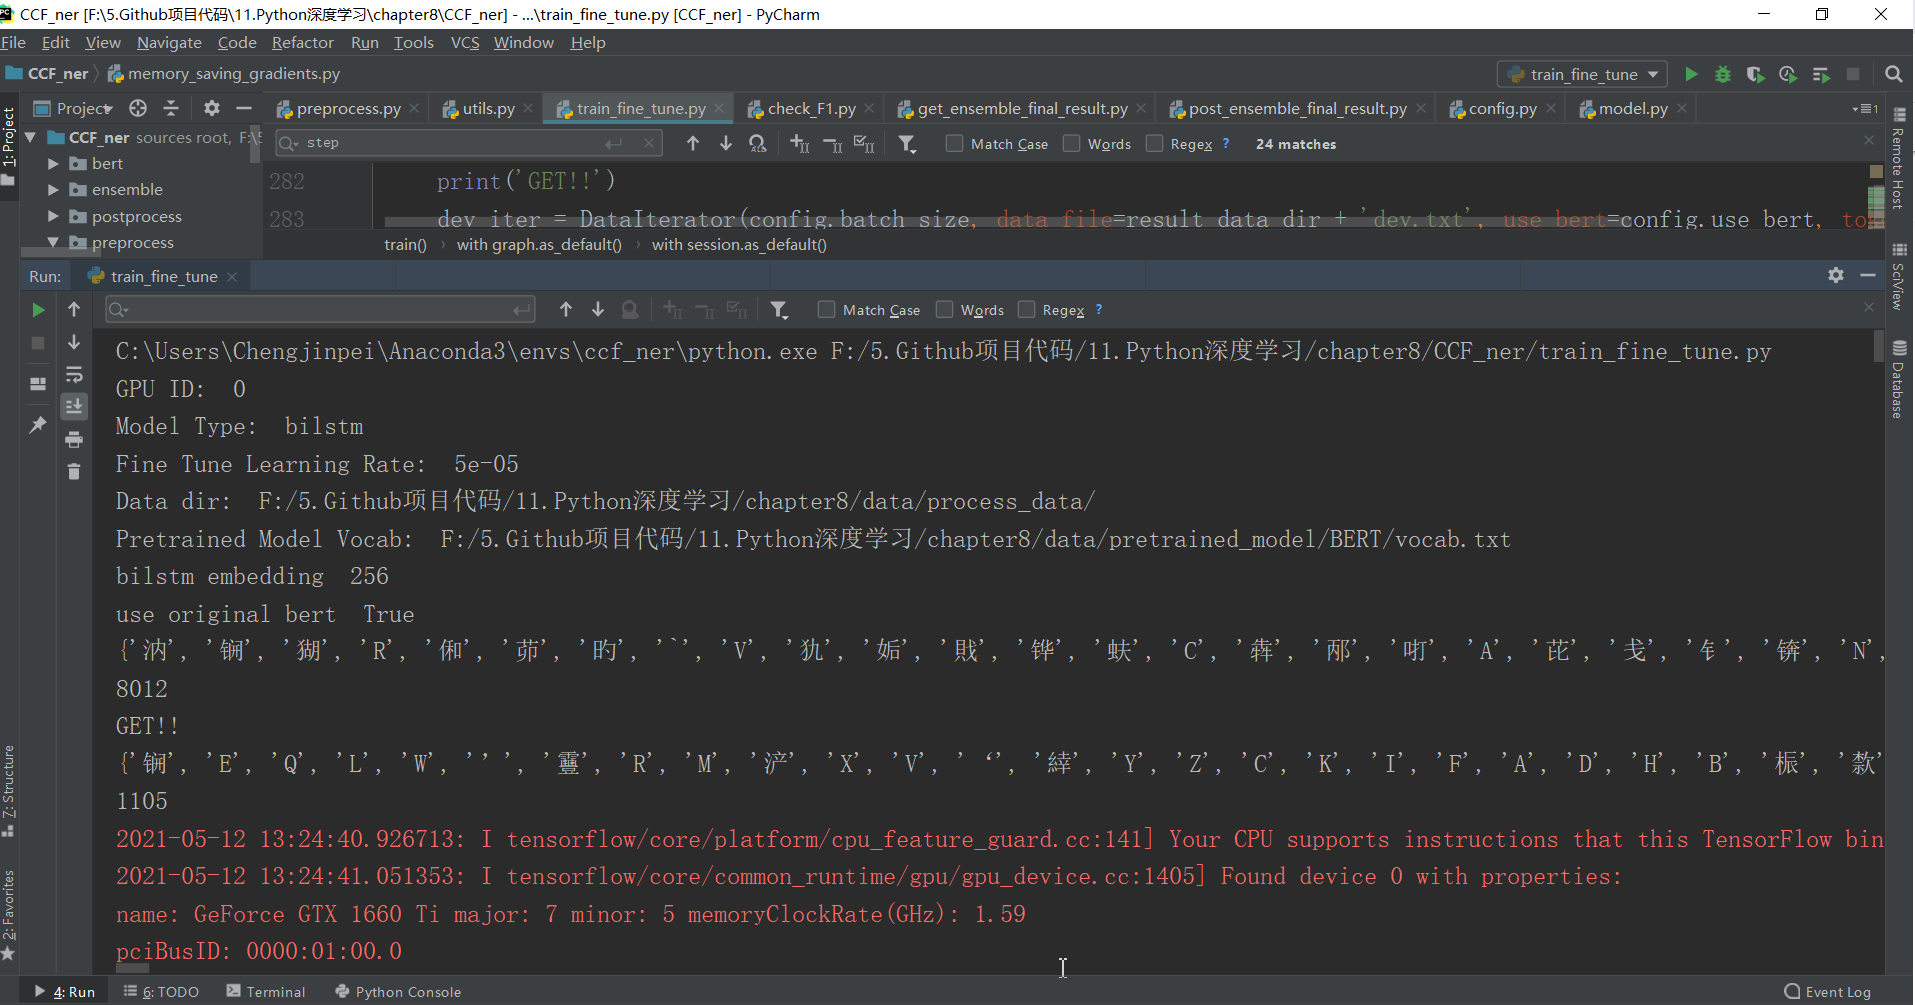 CCF_ner [F:\5.Github项目代码\11.Python深度学习\chapter8\CCF_ner] - ...\train_fine_tune.py [CCF_ner] - PyCharm
File Edit View Navigate Code Refactor Run Tools VCS Window Help
CCF_ner memory_saving_gradients.py train_fine_tune
Project preprocess.py utils.py train_fine_tune.py check_F1.py get_ensemble_final_result.py post_ensemble_final_result.py config.py model.py
1: Project
CCF_ner sources root, F:\5
step Match Case Words Regex ? 24 matches
bert
ensemble
postprocess
preprocess
282 print('GET!!')
283 dev_iter = DataIterator(config.batch_size, data_file=result_data_dir + 'dev.txt', use_bert=config.use_bert, to
train() › with graph.as_default() › with session.as_default()
Remote Host
SciView
Database
Run: train_fine_tune
Match Case Words Regex ?
C:\Users\Chengjinpei\Anaconda3\envs\ccf_ner\python.exe F:/5.Github项目代码/11.Python深度学习/chapter8/CCF_ner/train_fine_tune.py
GPU ID:  0
Model Type:  bilstm
Fine Tune Learning Rate:  5e-05
Data dir:  F:/5.Github项目代码/11.Python深度学习/chapter8/data/process_data/
Pretrained Model Vocab:  F:/5.Github项目代码/11.Python深度学习/chapter8/data/pretrained_model/BERT/vocab.txt
bilstm embedding  256
use original bert  True
{'汭', '锎', '猢', 'R', '㑚', '茆', '旳', '`', 'V', '犰', '姤', '戝', '铧', '蚨', 'C', '犇', '邴', 'A', '芘', '戋', '钅', '锛', 'N',
8012
GET!!
{'锎', 'E', 'Q', 'L', 'W', '’', '靈', 'R', 'M', '浐', 'X', 'V', '‘', '緈', 'Y', 'Z', 'C', 'K', 'I', 'F', 'A', 'D', 'H', 'B', '桭', '欶'
1105
2021-05-12 13:24:40.926713: I tensorflow/core/platform/cpu_feature_guard.cc:141] Your CPU supports instructions that this TensorFlow bin
2021-05-12 13:24:41.051353: I tensorflow/core/common_runtime/gpu/gpu_device.cc:1405] Found device 0 with properties:
name: GeForce GTX 1660 Ti major: 7 minor: 5 memoryClockRate(GHz): 1.59
pciBusID: 0000:01:00.0
Z: Structure
2: Favorites
4: Run 6: TODO Terminal Python Console Event Log